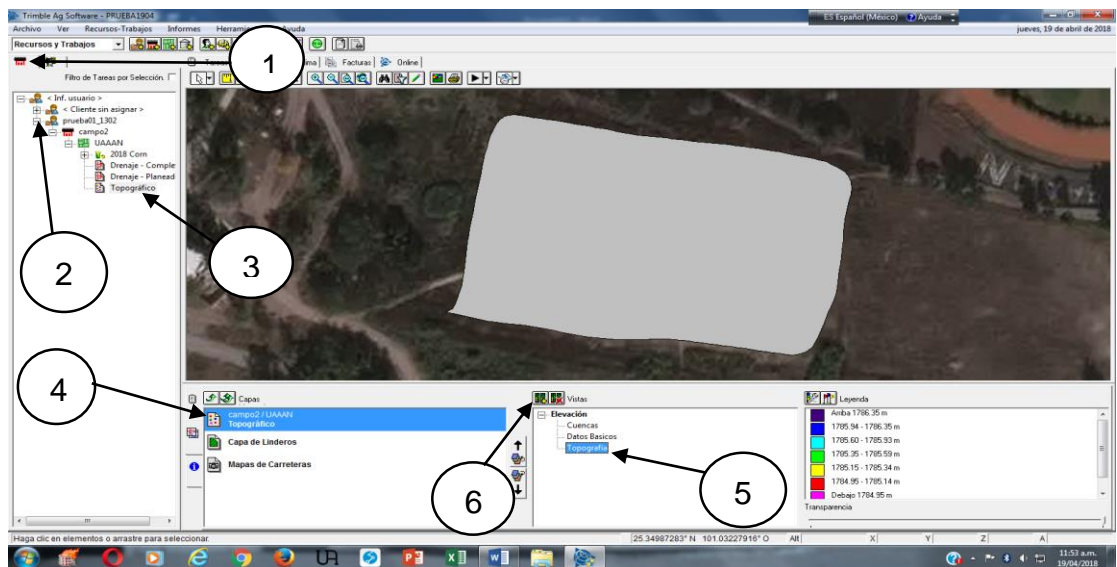 Trimble Ag Software - PRUEBA1904
ES Español (México) Ayuda
Archivo Ver Recursos-Trabajos Informes
jueves, 19 de abril de 2018
Recursos y Trabajos
Facturas Online
Filtro de Tareas por Selección.
1
< Inf. usuario >
< Cliente sin asignar >
prueba01_1302
campo2
UAAAN
2018 Corn
Drenaje - Comple
Drenaje - Planead
Topográfico
2
3
4
Capas
campo2 / UAAAN
Topográfico
Capa de Linderos
Mapas de Carreteras
Vistas
Elevación
Cuencas
Datos Basicos
Topografía
5
6
Leyenda
Arriba 1786.35 m
1785.94 - 1786.35 m
1785.60 - 1785.93 m
1785.35 - 1785.59 m
1785.15 - 1785.34 m
1784.95 - 1785.14 m
Debajo 1784.95 m
Transparencia
Haga clic en elementos o arrastre para seleccionar.
25.34987283° N 101.03227916° O Alt X Y Z A
11:53 a.m.
19/04/2018